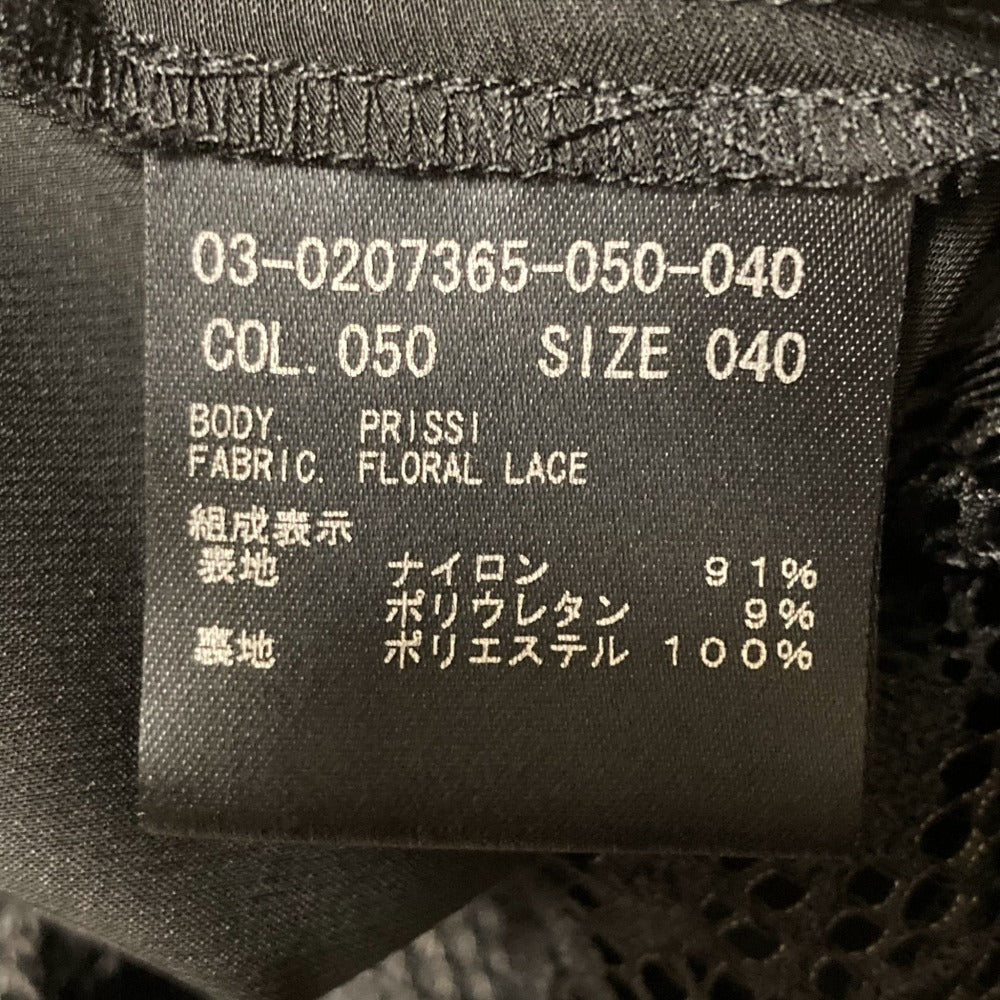 03-0207365-050-040
COL. 050 SIZE 040
BODY. PRISSI
FABRIC. FLORAL LACE
組成表示
表地 ナイロン 91%
ポリウレタン 9%
裏地 ポリエステル 100%